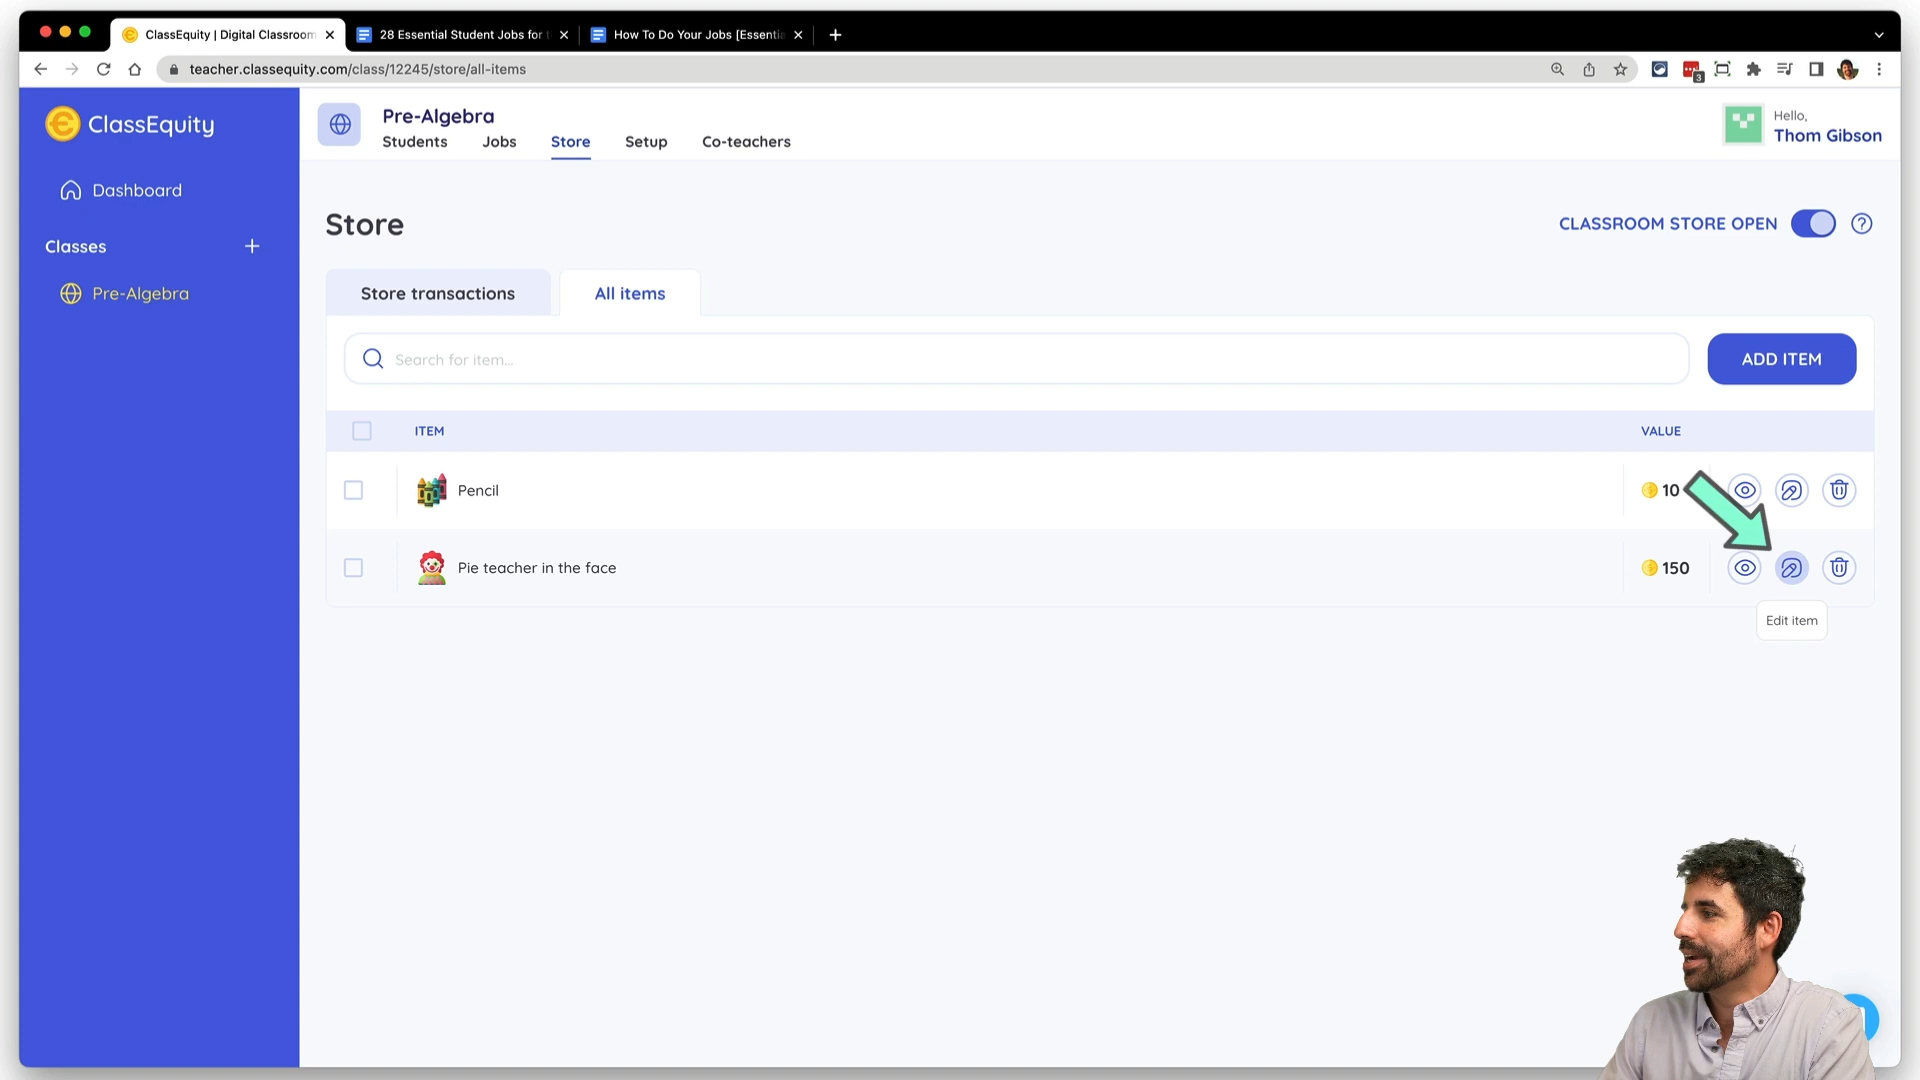 ClassEquity | Digital Classroom
28 Essential Student Jobs for
How To Do Your Jobs [Essentia
teacher.classequity.com/class/12245/store/all-items
3
ClassEquity
Dashboard
Classes
Pre-Algebra
Pre-Algebra
Students
Jobs
Store
Setup
Co-teachers
Hello,
Thom Gibson
Store
CLASSROOM STORE OPEN
?
Store transactions
All items
Search for item...
ADD ITEM
ITEM
VALUE
Pencil
10
Pie teacher in the face
150
Edit item